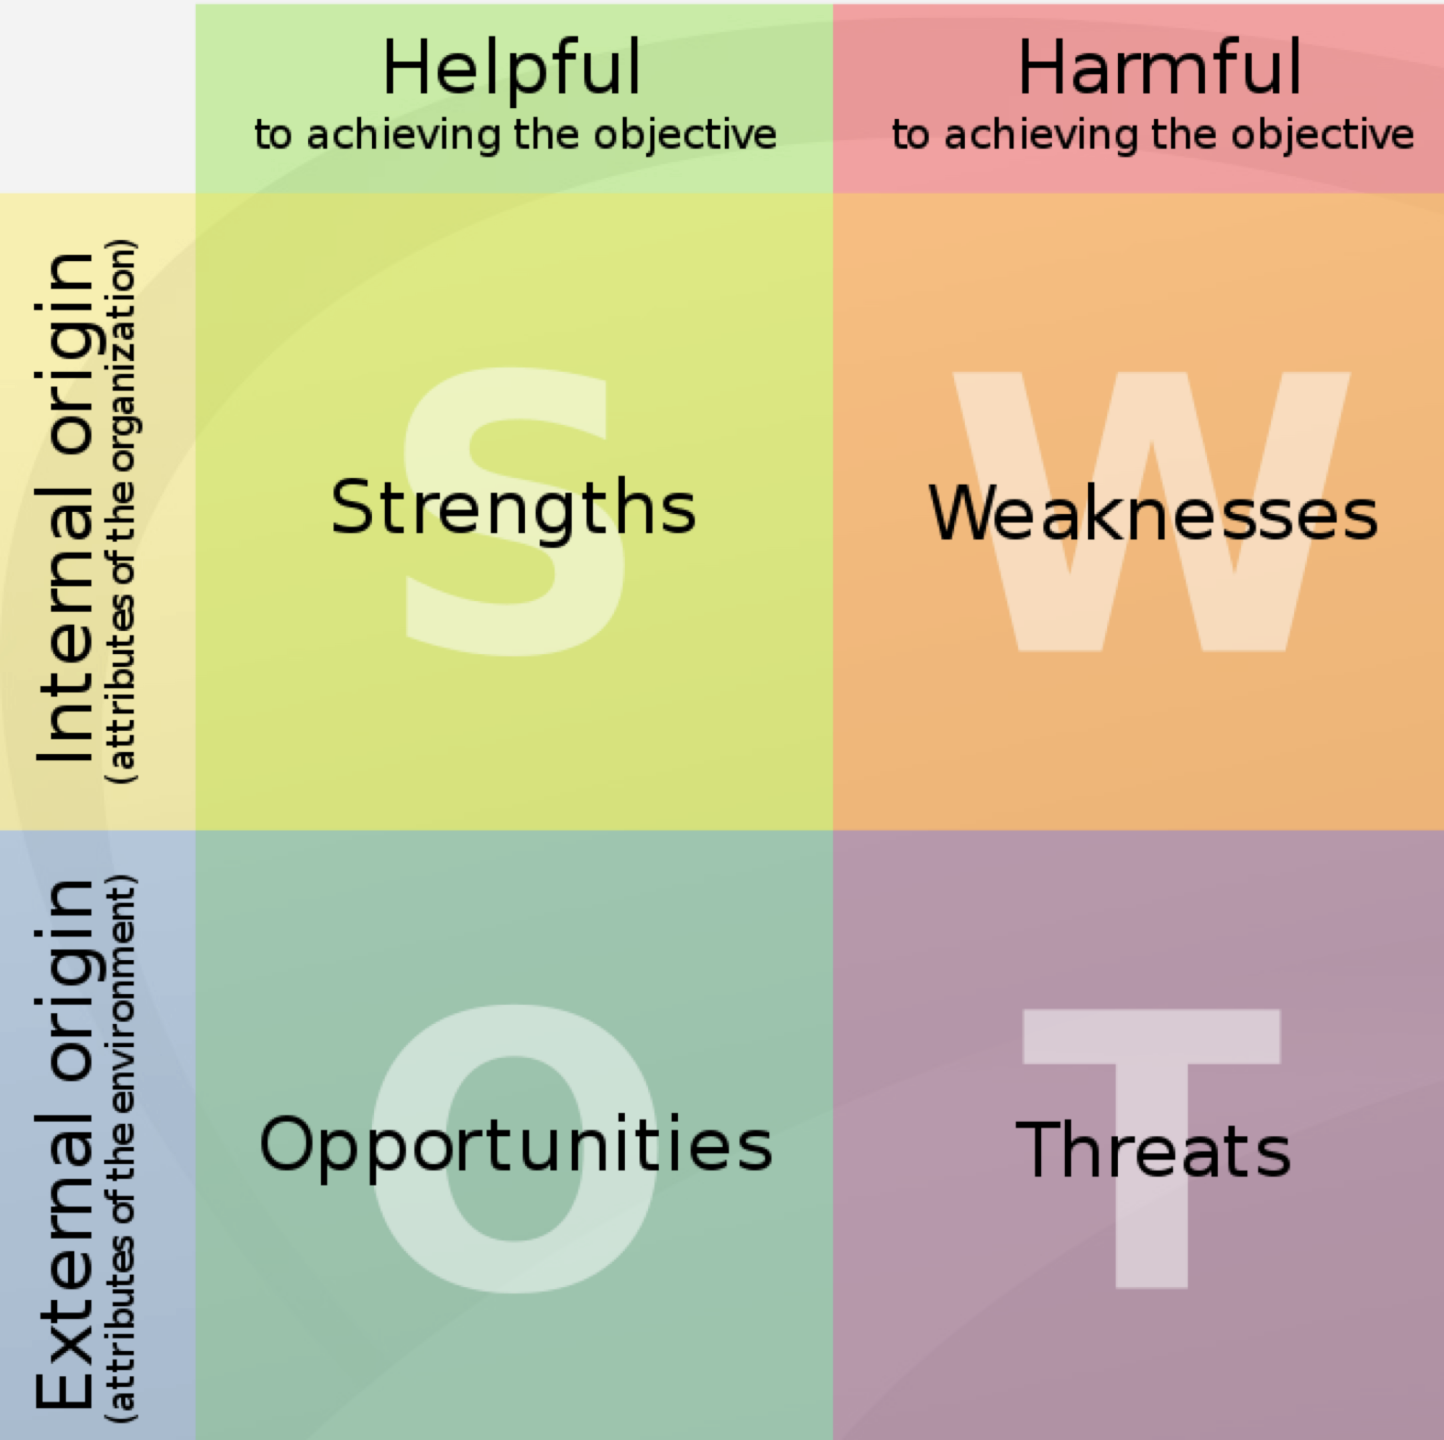 Helpful
to achieving the objective
Harmful
to achieving the objective
Internal origin
(attributes of the organization)
S
Strengths
W
Weaknesses
External origin
(attributes of the environment)
O
Opportunities
T
Threats